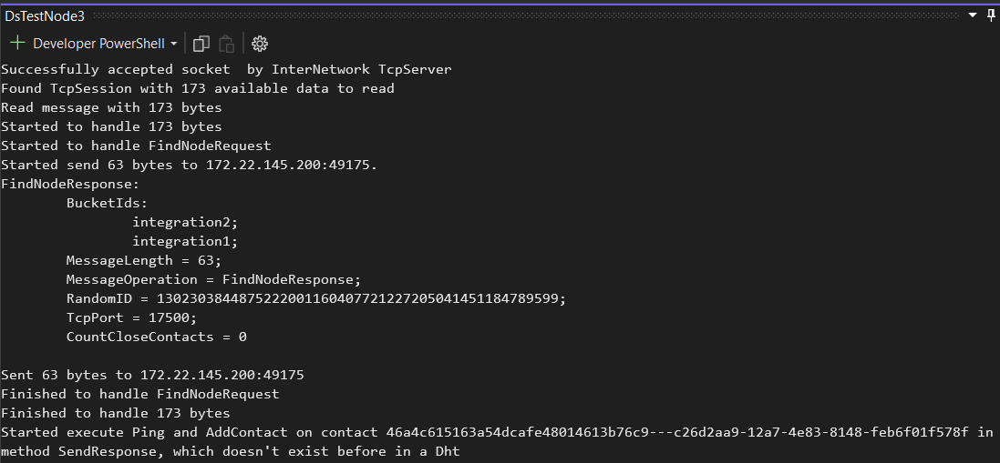 DsTestNode3
Developer PowerShell
Successfully accepted socket  by InterNetwork TcpServer
Found TcpSession with 173 available data to read
Read message with 173 bytes
Started to handle 173 bytes
Started to handle FindNodeRequest
Started send 63 bytes to 172.22.145.200:49175.
FindNodeResponse:
BucketIds:
integration2;
integration1;
MessageLength = 63;
MessageOperation = FindNodeResponse;
RandomID = 1302303844875222001160407721227205041451184789599;
TcpPort = 17500;
CountCloseContacts = 0
Sent 63 bytes to 172.22.145.200:49175
Finished to handle FindNodeRequest
Finished to handle 173 bytes
Started execute Ping and AddContact on contact 46a4c615163a54dcafe48014613b76c9---c26d2aa9-12a7-4e83-8148-feb6f01f578f in
method SendResponse, which doesn't exist before in a Dht